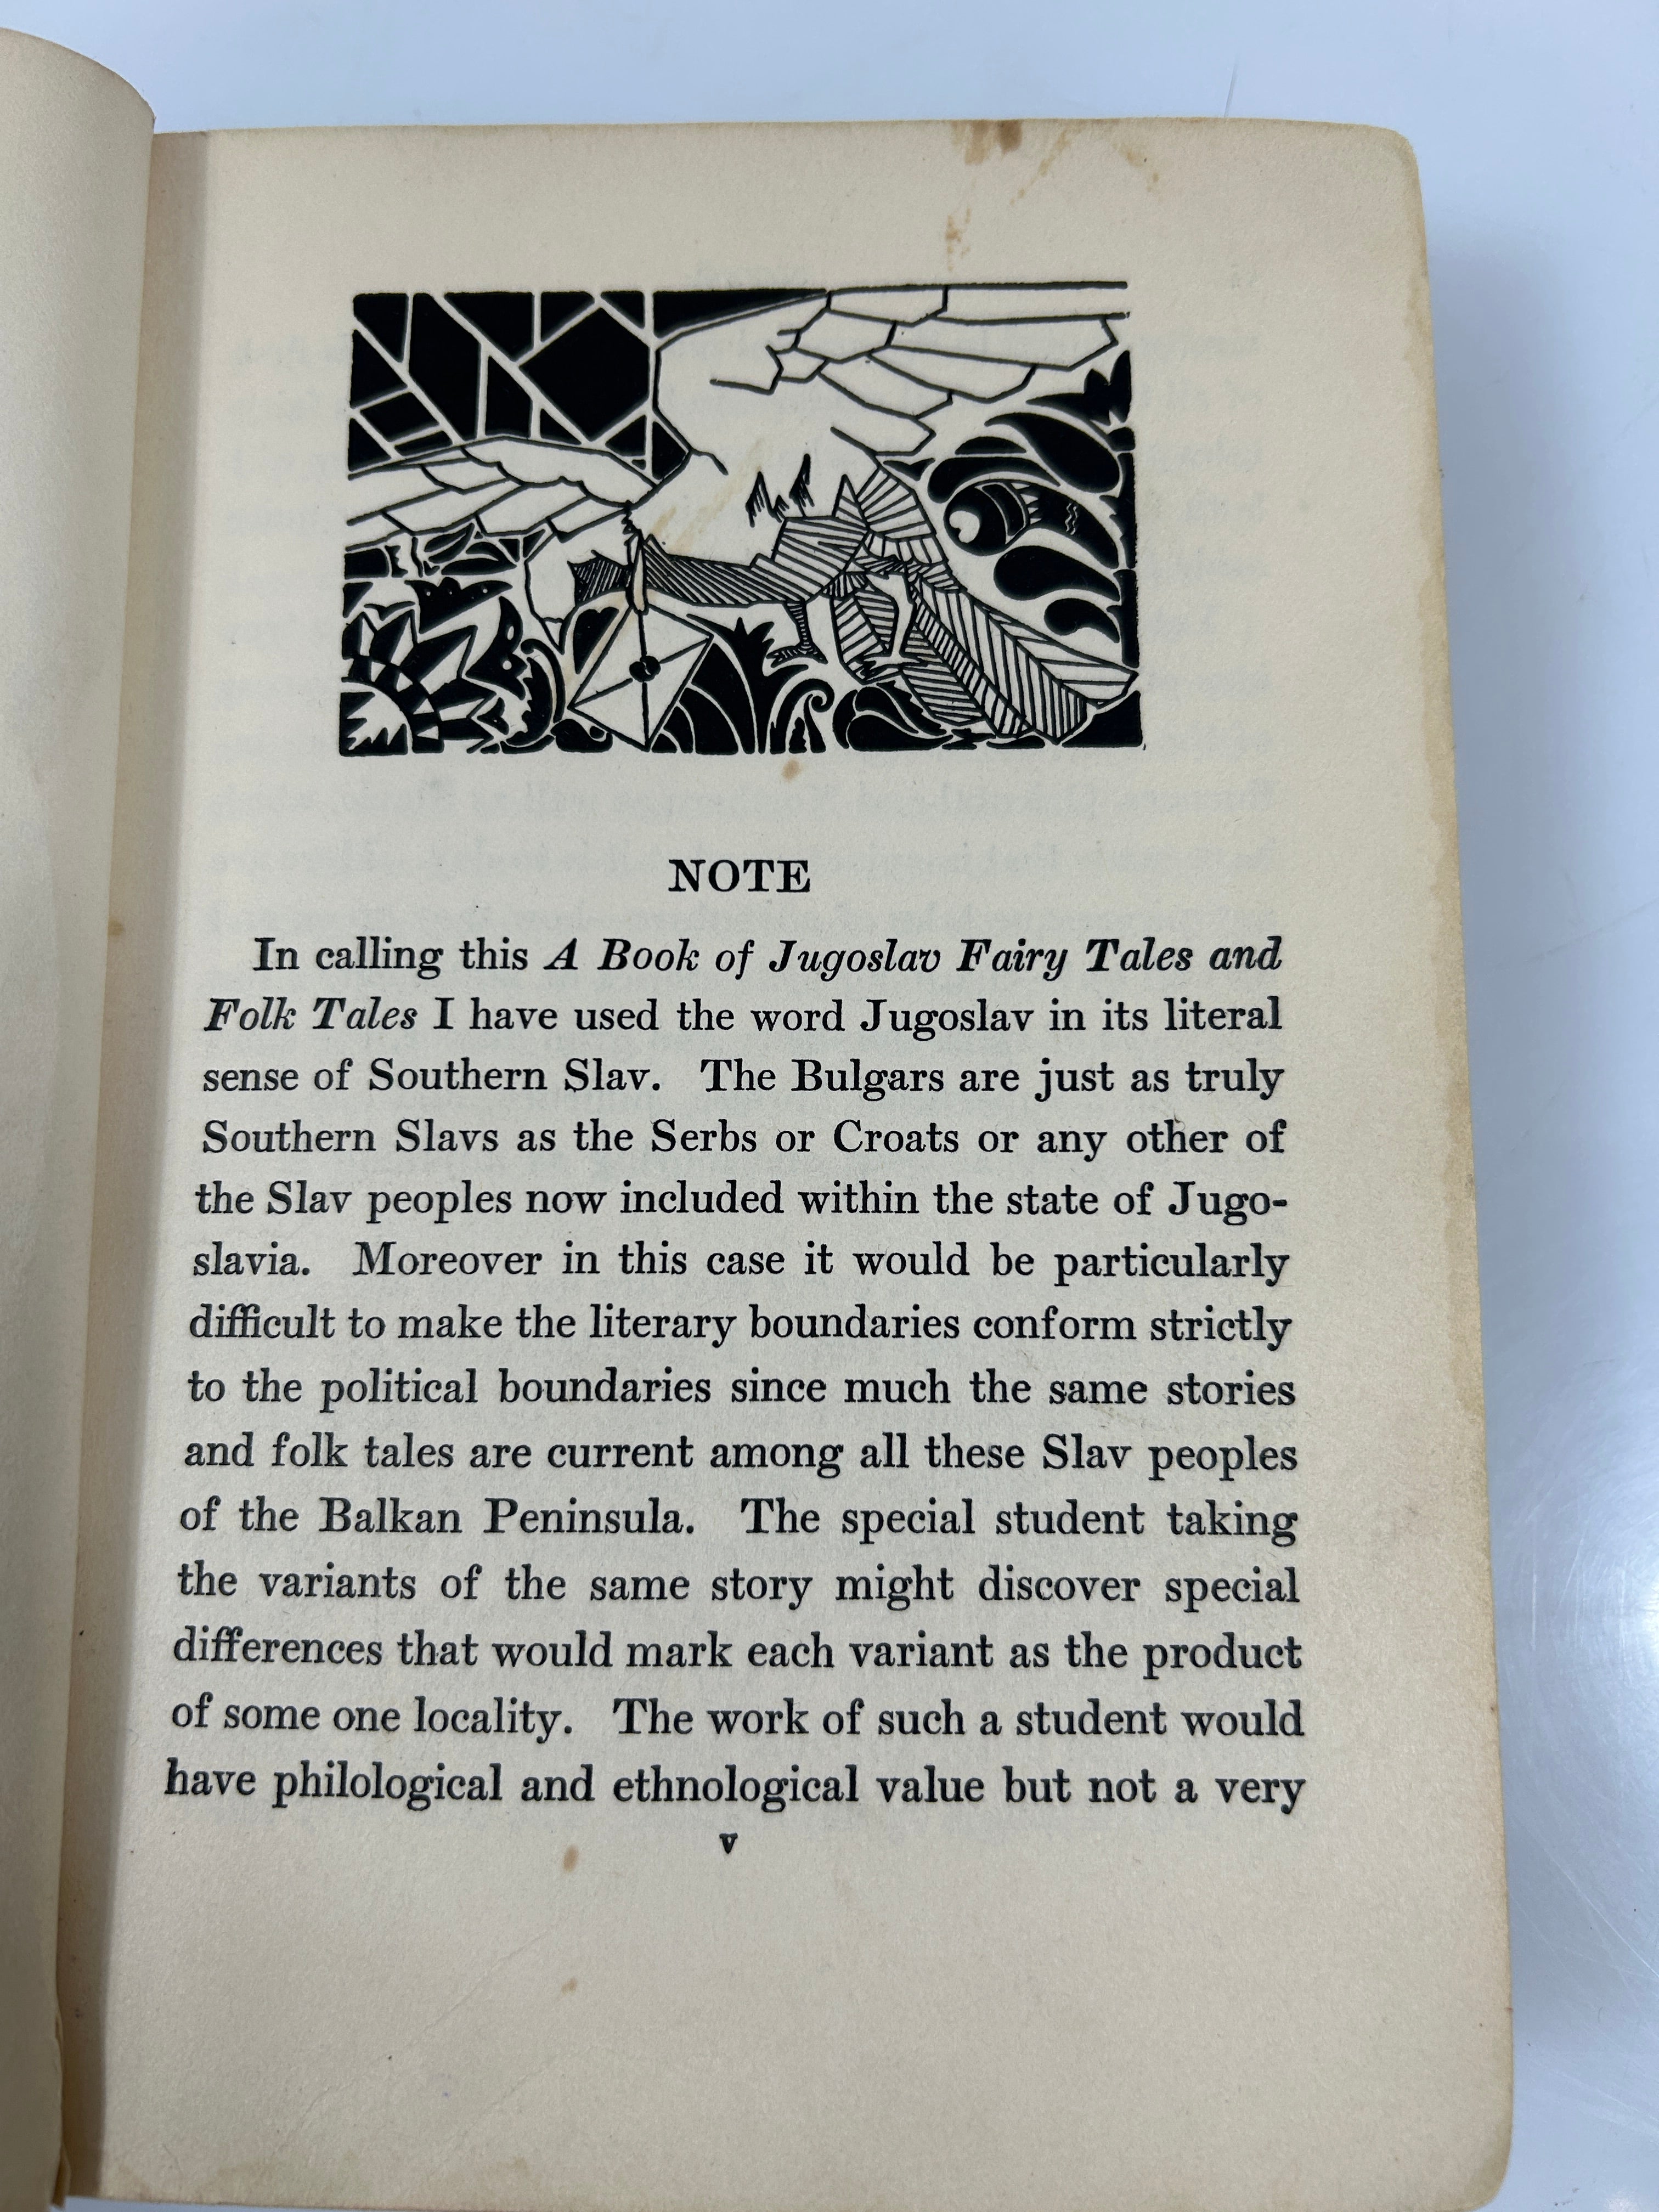 NOTE
In calling this A Book of Jugoslav Fairy Tales and
Folk Tales I have used the word Jugoslav in its literal
sense of Southern Slav. The Bulgars are just as truly
Southern Slavs as the Serbs or Croats or any other of
the Slav peoples now included within the state of Jugo-
slavia. Moreover in this case it would be particularly
difficult to make the literary boundaries conform strictly
to the political boundaries since much the same stories
and folk tales are current among all these Slav peoples
of the Balkan Peninsula. The special student taking
the variants of the same story might discover special
differences that would mark each variant as the product
of some one locality. The work of such a student would
have philological and ethnological value but not a very
v